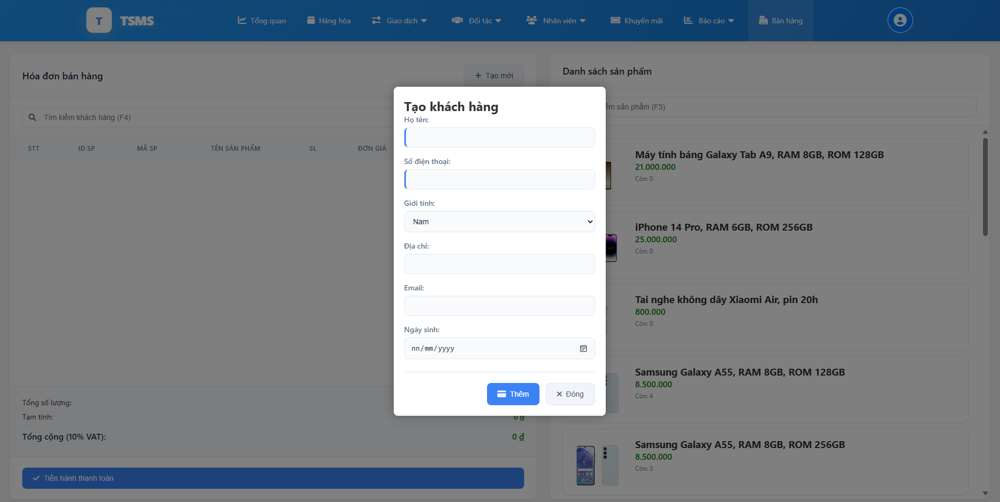 T TSMS
Tổng quan
Hàng hóa
Giao dịch
Đối tác
Nhân viên
Khuyến mãi
Báo cáo
Bán hàng
Hóa đơn bán hàng
Tạo mới
Tìm kiếm khách hàng (F4)
STT ID SP MÃ SP TÊN SẢN PHẨM SL ĐƠN GIÁ
Tổng số lượng:
Tạm tính: 0 ₫
Tổng cộng (10% VAT): 0 ₫
Tiến hành thanh toán
Tạo khách hàng
Họ tên:
Số điện thoại:
Giới tính:
Nam
Địa chỉ:
Email:
Ngày sinh:
nn/mm/yyyy
Thêm
Đóng
Danh sách sản phẩm
sản phẩm (F3)
Máy tính bảng Galaxy Tab A9, RAM 8GB, ROM 128GB
21.000.000
Còn: 0
iPhone 14 Pro, RAM 6GB, ROM 256GB
25.000.000
Còn: 0
Tai nghe không dây Xiaomi Air, pin 20h
800.000
Còn: 0
Samsung Galaxy A55, RAM 8GB, ROM 128GB
8.500.000
Còn: 4
Samsung Galaxy A55, RAM 8GB, ROM 256GB
8.500.000
Còn: 3